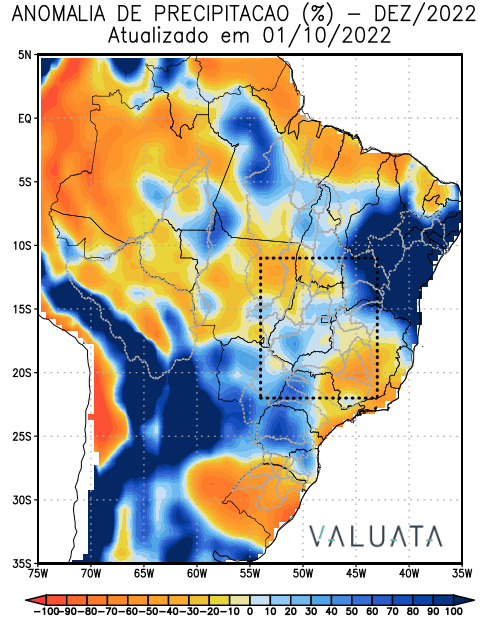 ANOMALIA DE PRECIPITACAO (%) – DEZ/2022
Atualizado em 01/10/2022
5N
EQ
5S
10S
15S
20S
25S
30S
35S
VALUATA
75W 70W 65W 60W 55W 50W 45W 40W 35W
-100 -90 -80 -70 -60 -50 -40 -30 -20 -10 0 10 20 30 40 50 60 70 80 90 100